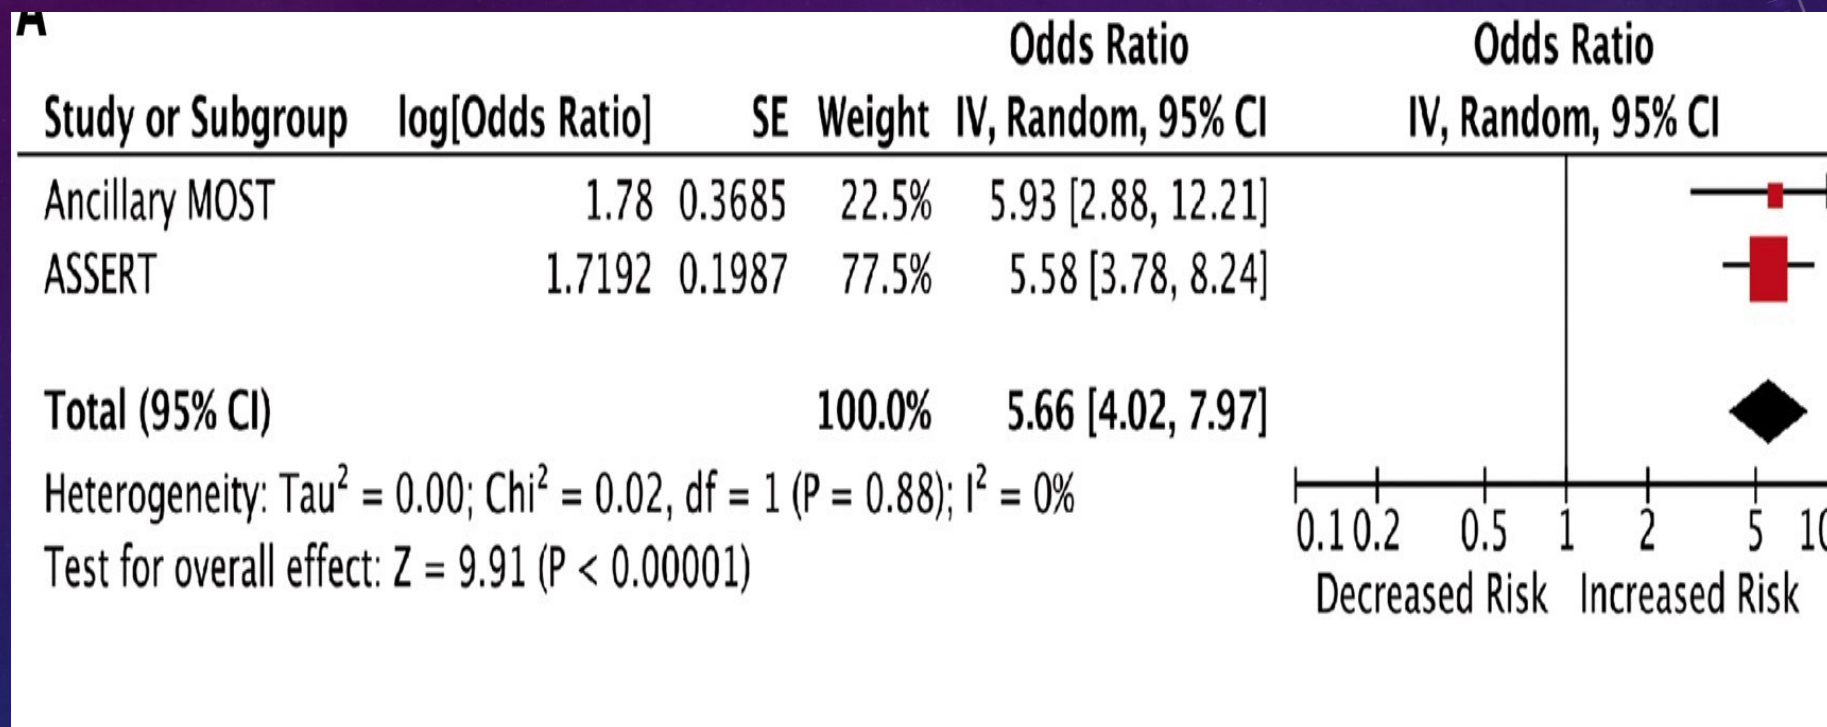 A
Odds Ratio Odds Ratio
Study or Subgroup log[Odds Ratio] SE Weight IV, Random, 95% CI IV, Random, 95% CI
Ancillary MOST 1.78 0.3685 22.5% 5.93 [2.88, 12.21]
ASSERT 1.7192 0.1987 77.5% 5.58 [3.78, 8.24]
Total (95% CI) 100.0% 5.66 [4.02, 7.97]
Heterogeneity: Tau² = 0.00; Chi² = 0.02, df = 1 (P = 0.88); I² = 0%
Test for overall effect: Z = 9.91 (P < 0.00001)
0.1 0.2 0.5 1 2 5 10
Decreased Risk Increased Risk